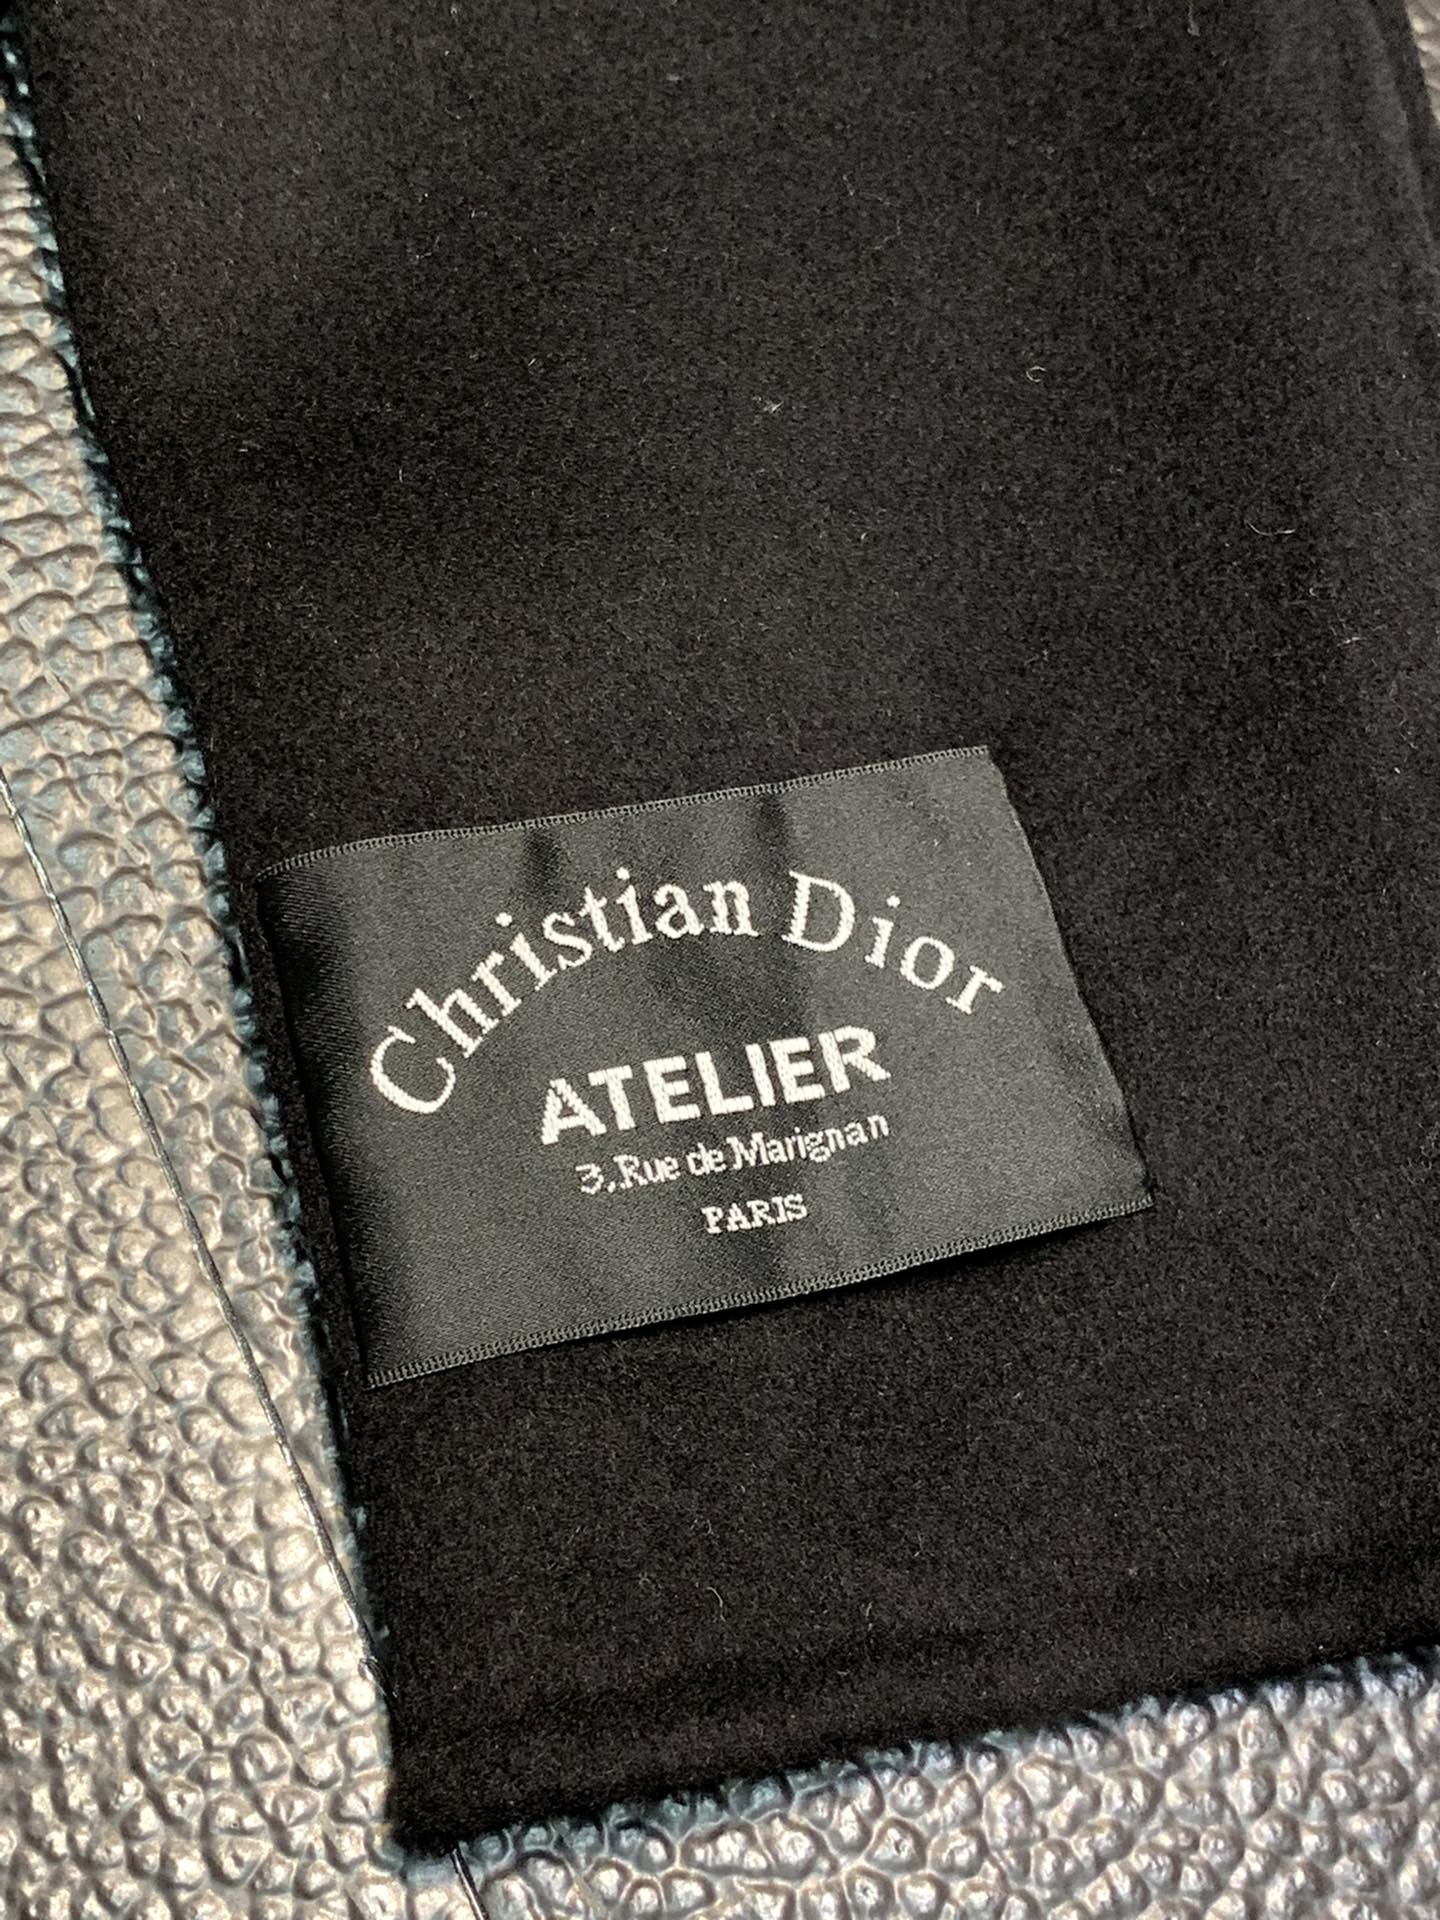 Christian Dior
ATELIER
3,Rue de Marignan
PARIS